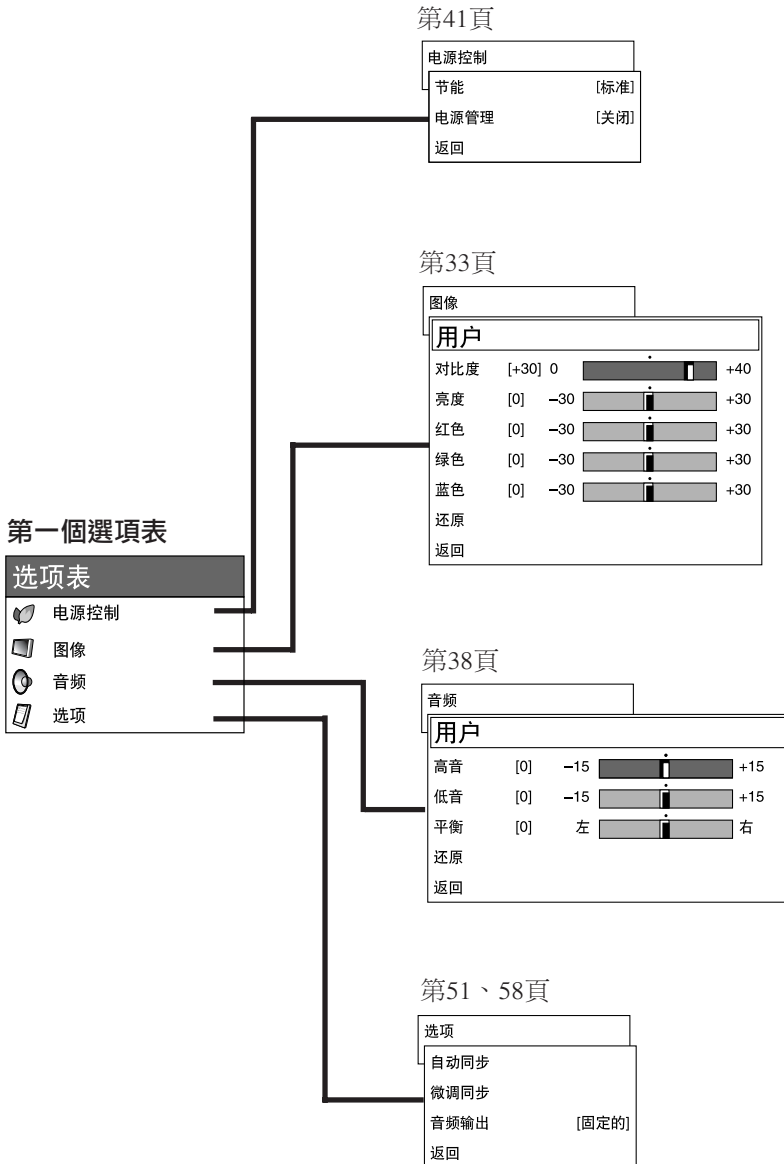 第41頁
电源控制
节能 [标准]
电源管理 [关闭]
返回
第33頁
图像
用户
对比度 [+30] 0 +40
亮度 [0] −30 +30
红色 [0] −30 +30
绿色 [0] −30 +30
蓝色 [0] −30 +30
还原
返回
第一個選項表
选项表
电源控制
图像
音频
选项
第38頁
音频
用户
高音 [0] −15 +15
低音 [0] −15 +15
平衡 [0] 左 右
还原
返回
第51、58頁
选项
自动同步
微调同步
音频输出 [固定的]
返回